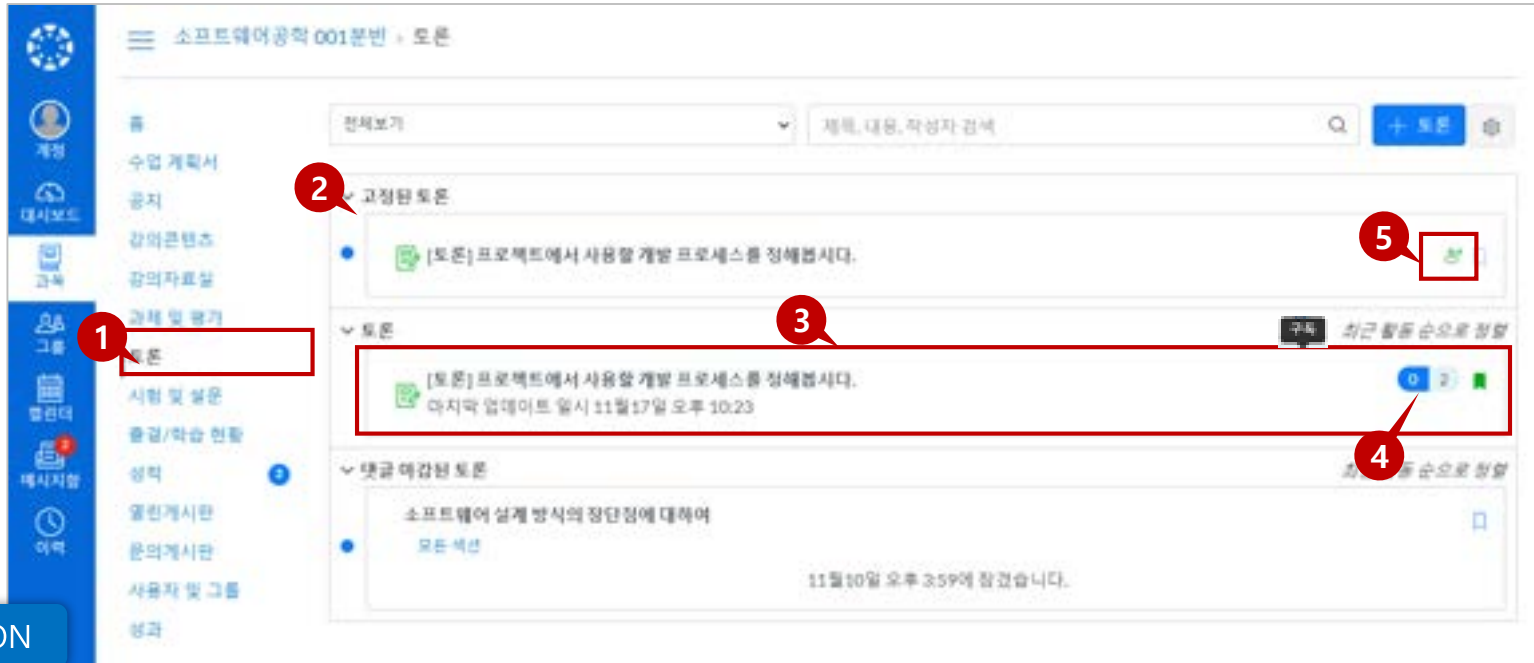 소프트웨어공학 001분반 › 토론
계정
대시보드
과목
그룹
캘린더
메시지함
2
이력
ON
홈
수업 계획서
공지
강의콘텐츠
강의자료실
과제 및 평가
1
토론
시험 및 설문
출결/학습 현황
성적
열린게시판
문의게시판
사용자 및 그룹
성과
전체보기
제목, 대용, 작성자 검색
+ 토론
2
고정된 토론
[토론] 프로젝트에서 사용할 개발 프로세스를 정해봅시다.
5
3
토론
구독
최근 활동 순으로 정렬
[토론] 프로젝트에서 사용할 개발 프로세스를 정해봅시다.
0 2
마지막 업데이트 일시 11월17일 오후 10:23
4
댓글 마감된 토론
순으로 정렬
소프트웨어 설계 방식의 장단점에 대하여
모든 섹션
11월10일 오후 3:59에 잠겼습니다.